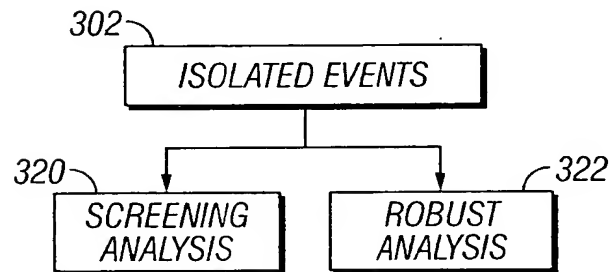 302
ISOLATED EVENTS
320
SCREENING
ANALYSIS
322
ROBUST
ANALYSIS